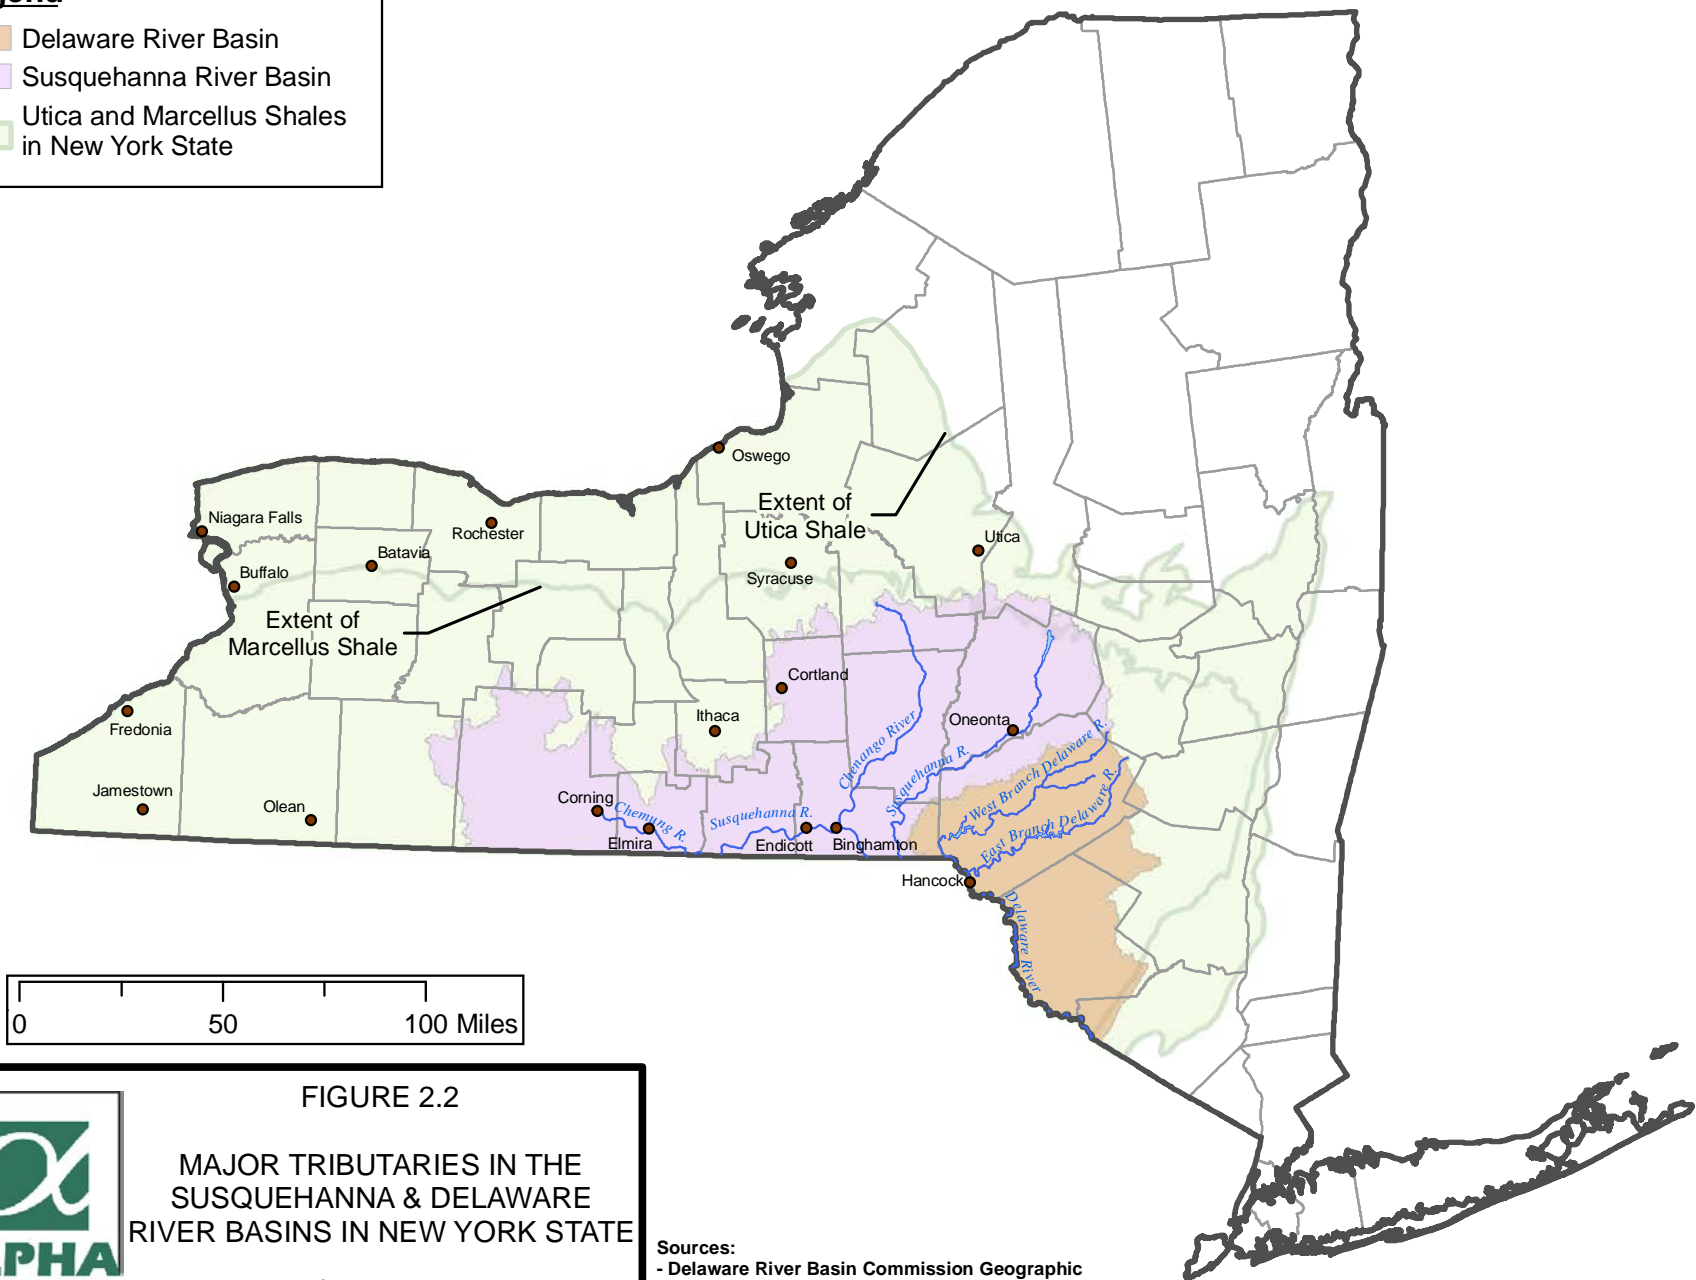 Delaware River Basin
Susquehanna River Basin
Utica and Marcellus Shales
in New York State
Oswego
Extent of
Utica Shale
Niagara Falls
Rochester
Utica
Batavia
Buffalo
Syracuse
Extent of
Marcellus Shale
Cortland
Ithaca
Oneonta
Fredonia
Chenango River
Susquehanna R.
West Branch Delaware R.
East Branch Delaware R.
Jamestown
Olean
Corning
Chemung R.
Elmira
Susquehanna R.
Endicott
Binghamton
Hancock
Delaware River
0 50 100 Miles
FIGURE 2.2
MAJOR TRIBUTARIES IN THE
SUSQUEHANNA & DELAWARE
RIVER BASINS IN NEW YORK STATE
Sources:
- Delaware River Basin Commission Geographic